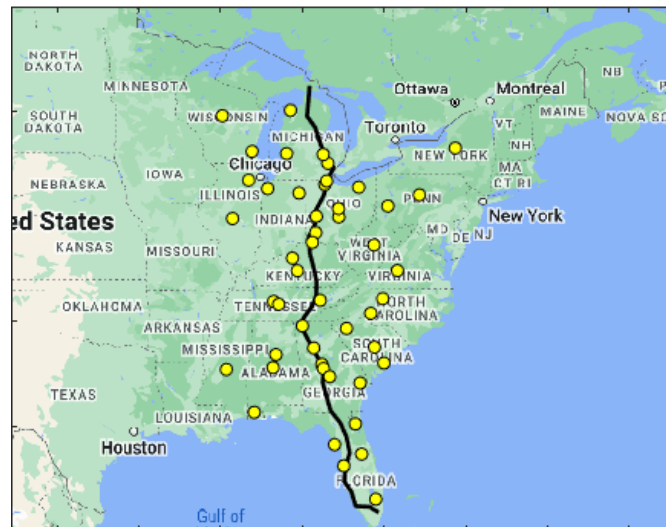 NORTH
DAKOTA
MINNESOTA
NB
Ottawa
Montreal
MAINE
NOVA SC
SOUTH
DAKOTA
WISCONSIN
MICHIGAN
Toronto
VT
NH
NEW YORK
MA
CT RI
IOWA
Chicago
NEBRASKA
ILLINOIS
INDIANA
OHIO
PENN
New York
ed States
MD
DE NJ
KANSAS
MISSOURI
WEST
VIRGINIA
KENTUCKY
VIRGINIA
OKLAHOMA
TENNESSEE
NORTH
CAROLINA
ARKANSAS
MISSISSIPPI
SOUTH
CAROLINA
ALABAMA
GEORGIA
TEXAS
LOUISIANA
Houston
FLORIDA
Gulf of